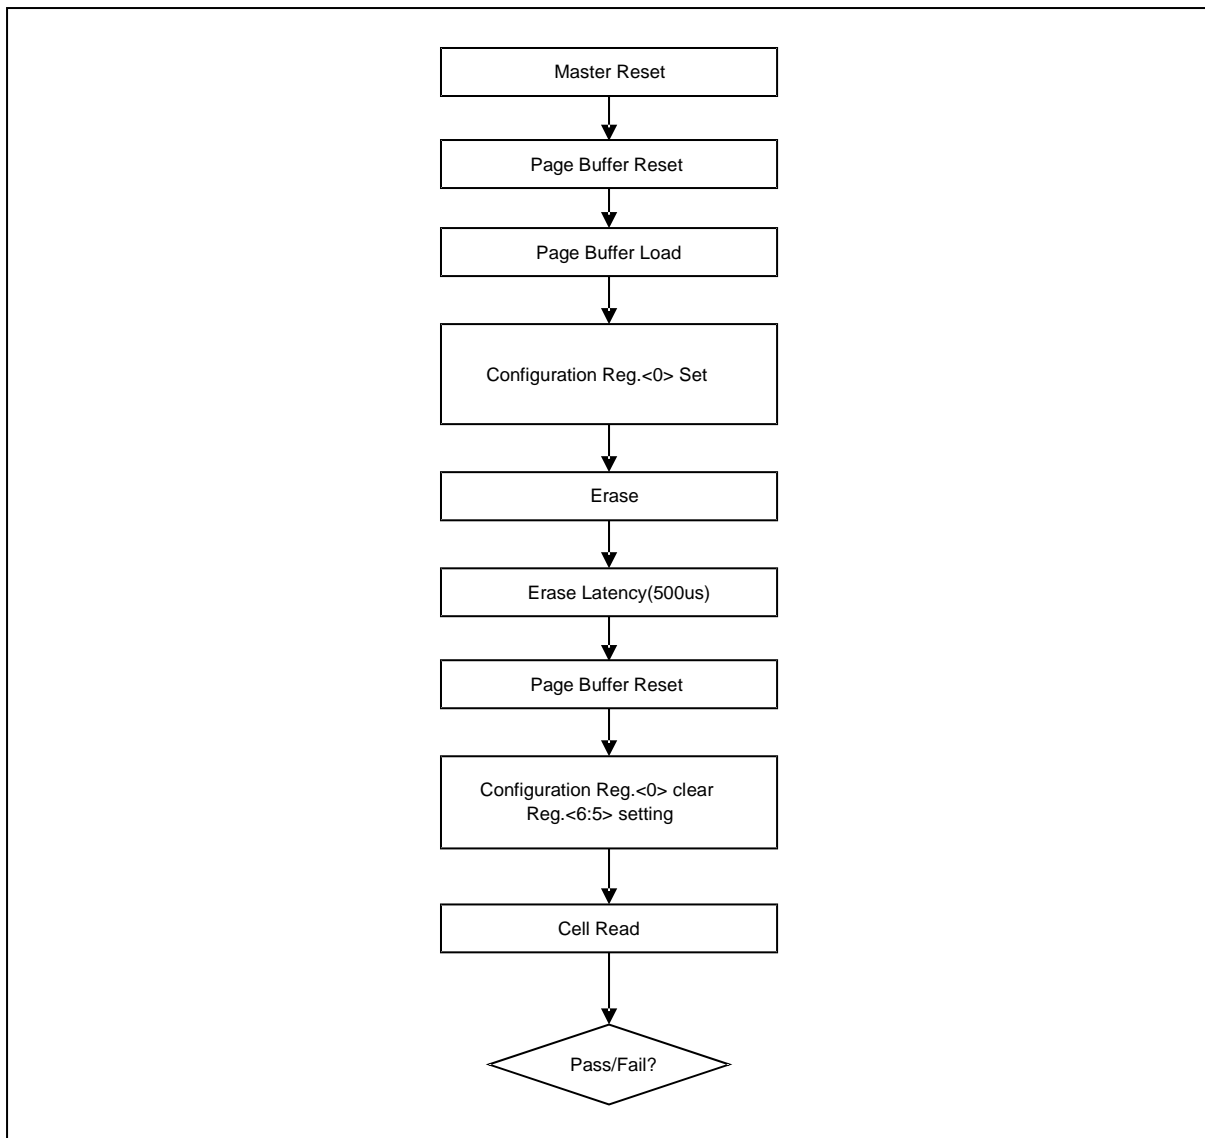 Master Reset
Page Buffer Reset
Page Buffer Load
Configuration Reg.<0> Set
Erase
Erase Latency(500us)
Page Buffer Reset
Configuration Reg.<0> clear
Reg.<6:5> setting
Cell Read
Pass/Fail?